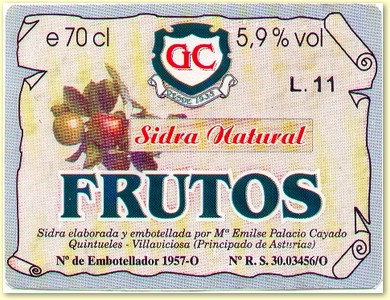 e 70 cl
GC
5,9% vol
DESDE 1935
L. 11
Sidra Natural
FRUTOS
Sidra elaborada y embotellada por Mª Emilse Palacio Cayado
Quintueles - Villaviciosa (Principado de Asturias)
Nº de Embotellador 1957-O Nº R. S. 30.03456/O